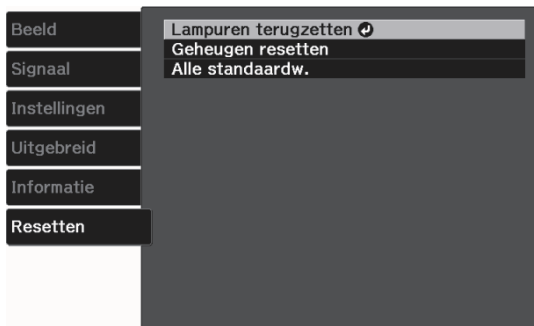 Beeld
Signaal
Instellingen
Uitgebreid
Informatie
Resetten
Lampuren terugzetten
Geheugen resetten
Alle standaardw.